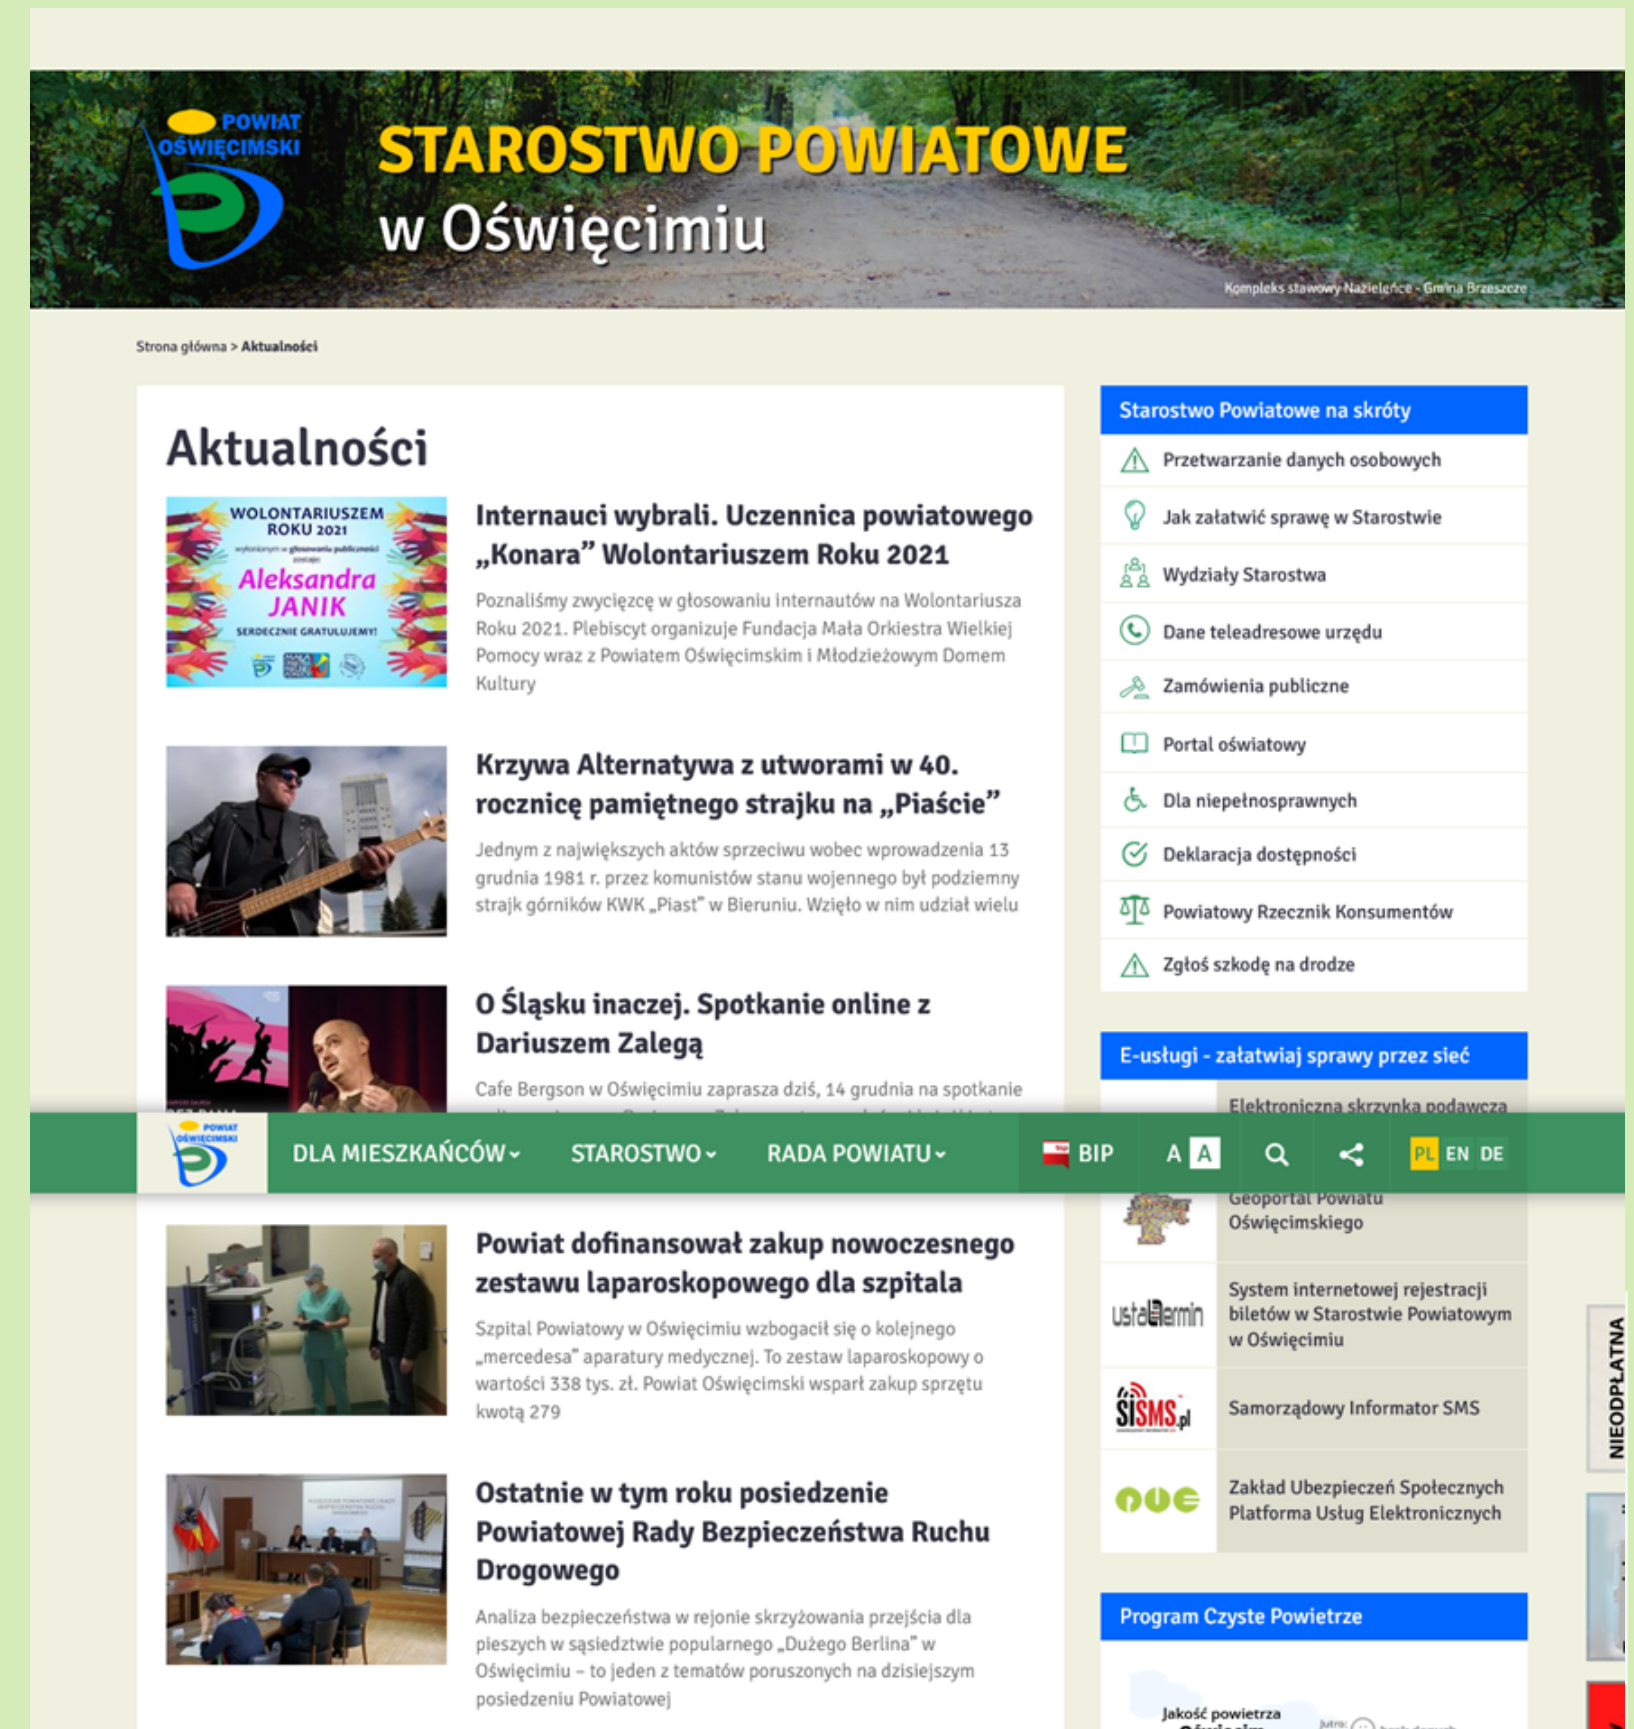 POWIAT
OŚWIĘCIMSKI
STAROSTWO POWIATOWE
w Oświęcimiu
Kompleks stawowy Nazieleńce - Gmina Brzeszcze
Strona główna > Aktualności
Aktualności
WOLONTARIUSZEM
ROKU 2021
wyłonionym w głosowaniu publiczności
zostaje:
Aleksandra
JANIK
SERDECZNIE GRATULUJEMY!
Internauci wybrali. Uczennica powiatowego
„Konara” Wolontariuszem Roku 2021
Poznaliśmy zwycięzcę w głosowaniu internautów na Wolontariusza
Roku 2021. Plebiscyt organizuje Fundacja Mała Orkiestra Wielkiej
Pomocy wraz z Powiatem Oświęcimskim i Młodzieżowym Domem
Kultury
Krzywa Alternatywa z utworami w 40.
rocznicę pamiętnego strajku na „Piaście”
Jednym z największych aktów sprzeciwu wobec wprowadzenia 13
grudnia 1981 r. przez komunistów stanu wojennego był podziemny
strajk górników KWK „Piast” w Bieruniu. Wzięło w nim udział wielu
O Śląsku inaczej. Spotkanie online z
Dariuszem Zalegą
Cafe Bergson w Oświęcimiu zaprasza dziś, 14 grudnia na spotkanie
Starostwo Powiatowe na skróty
Przetwarzanie danych osobowych
Jak załatwić sprawę w Starostwie
Wydziały Starostwa
Dane teleadresowe urzędu
Zamówienia publiczne
Portal oświatowy
Dla niepełnosprawnych
Deklaracja dostępności
Powiatowy Rzecznik Konsumentów
Zgłoś szkodę na drodze
E-usługi - załatwiaj sprawy przez sieć
Elektroniczna skrzynka podawcza
POWIAT
OŚWIĘCIMSKI
DLA MIESZKAŃCÓW
STAROSTWO
RADA POWIATU
bip
BIP
A A
PL EN DE
Geoportal Powiatu
Oświęcimskiego
ustalTermin
System internetowej rejestracji
biletów w Starostwie Powiatowym
w Oświęcimiu
SISMS.pl
Samorządowy Informator SMS
PUE
Zakład Ubezpieczeń Społecznych
Platforma Usług Elektronicznych
Program Czyste Powietrze
Jakość powietrza
Jutro:
Powiat dofinansował zakup nowoczesnego
zestawu laparoskopowego dla szpitala
Szpital Powiatowy w Oświęcimiu wzbogacił się o kolejnego
„mercedesa” aparatury medycznej. To zestaw laparoskopowy o
wartości 338 tys. zł. Powiat Oświęcimski wsparł zakup sprzętu
kwotą 279
Ostatnie w tym roku posiedzenie
Powiatowej Rady Bezpieczeństwa Ruchu
Drogowego
Analiza bezpieczeństwa w rejonie skrzyżowania przejścia dla
pieszych w sąsiedztwie popularnego „Dużego Berlina” w
Oświęcimiu – to jeden z tematów poruszonych na dzisiejszym
posiedzeniu Powiatowej
NIEODPŁATNA